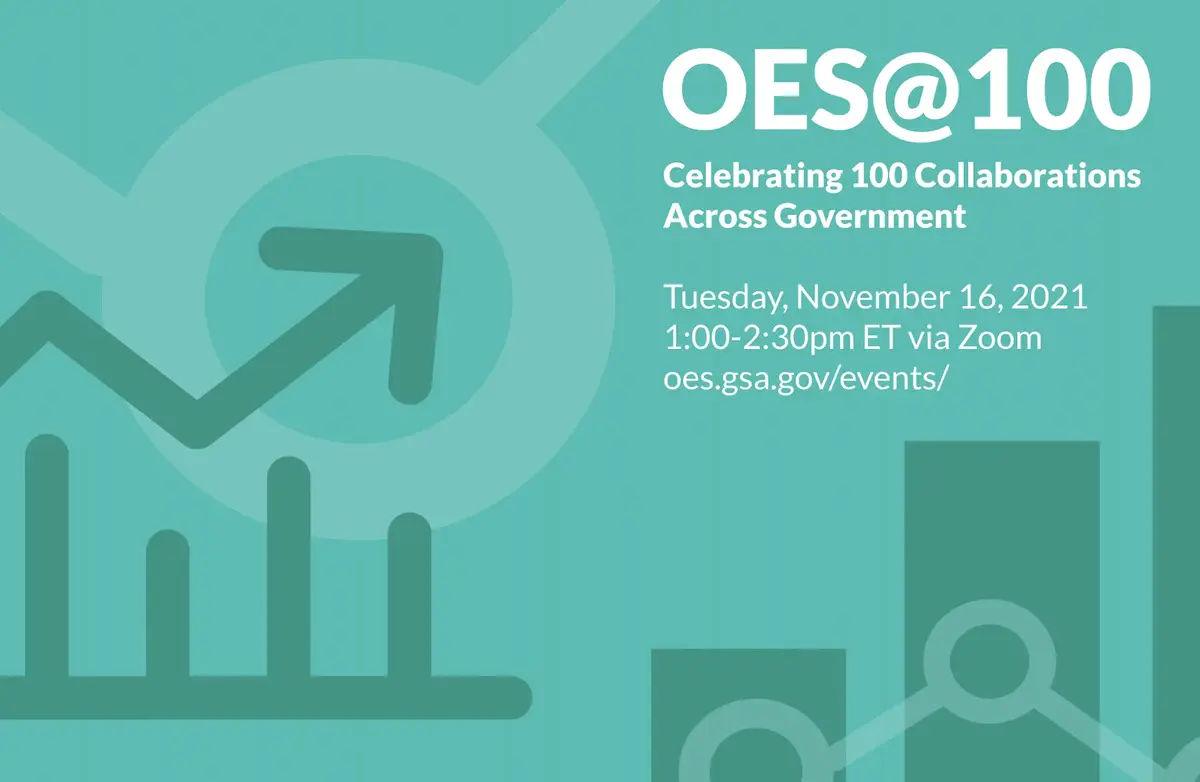 OES@100
Celebrating 100 Collaborations
Across Government
Tuesday, November 16, 2021
1:00-2:30pm ET via Zoom
oes.gsa.gov/events/